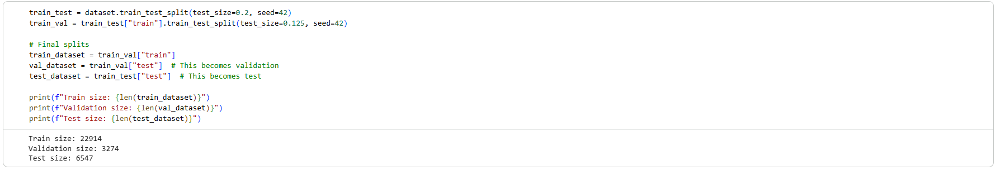 train_test = dataset.train_test_split(test_size=0.2, seed=42)
train_val = train_test["train"].train_test_split(test_size=0.125, seed=42)
# Final splits
train_dataset = train_val["train"]
val_dataset = train_val["test"]  # This becomes validation
test_dataset = train_test["test"]  # This becomes test
print(f"Train size: {len(train_dataset)}")
print(f"Validation size: {len(val_dataset)}")
print(f"Test size: {len(test_dataset)}")
Train size: 22914
Validation size: 3274
Test size: 6547